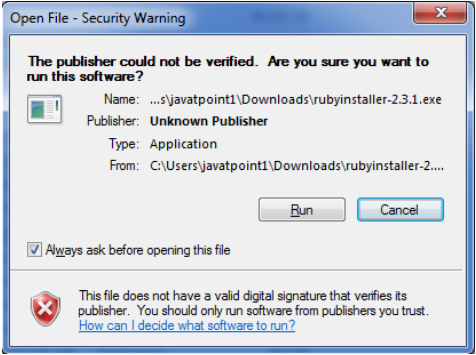 Open File - Security Warning
The publisher could not be verified. Are you sure you want to
run this software?
Name: ...s\javatpoint1\Downloads\rubyinstaller-2.3.1.exe
Publisher: Unknown Publisher
Type: Application
From: C:\Users\javatpoint1\Downloads\rubyinstaller-2....
Run Cancel
Always ask before opening this file
This file does not have a valid digital signature that verifies its
publisher. You should only run software from publishers you trust.
How can I decide what software to run?